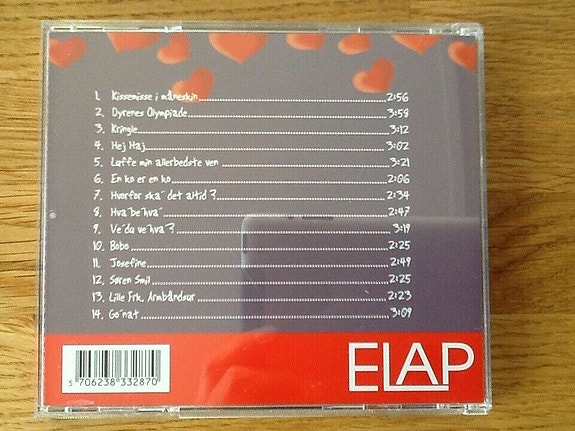 1. Kissemisse i måneskin 2:56
2. Dyrenes Olympiade 3:58
3. Kringle 3:12
4. Hej Haj 3:02
5. Luffe min allerbedste ven 3:21
6. En ko er en ko 2:06
7. Hvorfor ska´ det altid? 2:34
8. Hva´be´hva´ 2:47
9. Ve´du ve´hva´? 3:19
10. Bobo 2:25
11. Josefine 2:49
12. Søren Smil 2:25
13. Lille Frk. Armbåndsur 2:23
14. Go´nat 3:09
5 706238 332870
ELAP